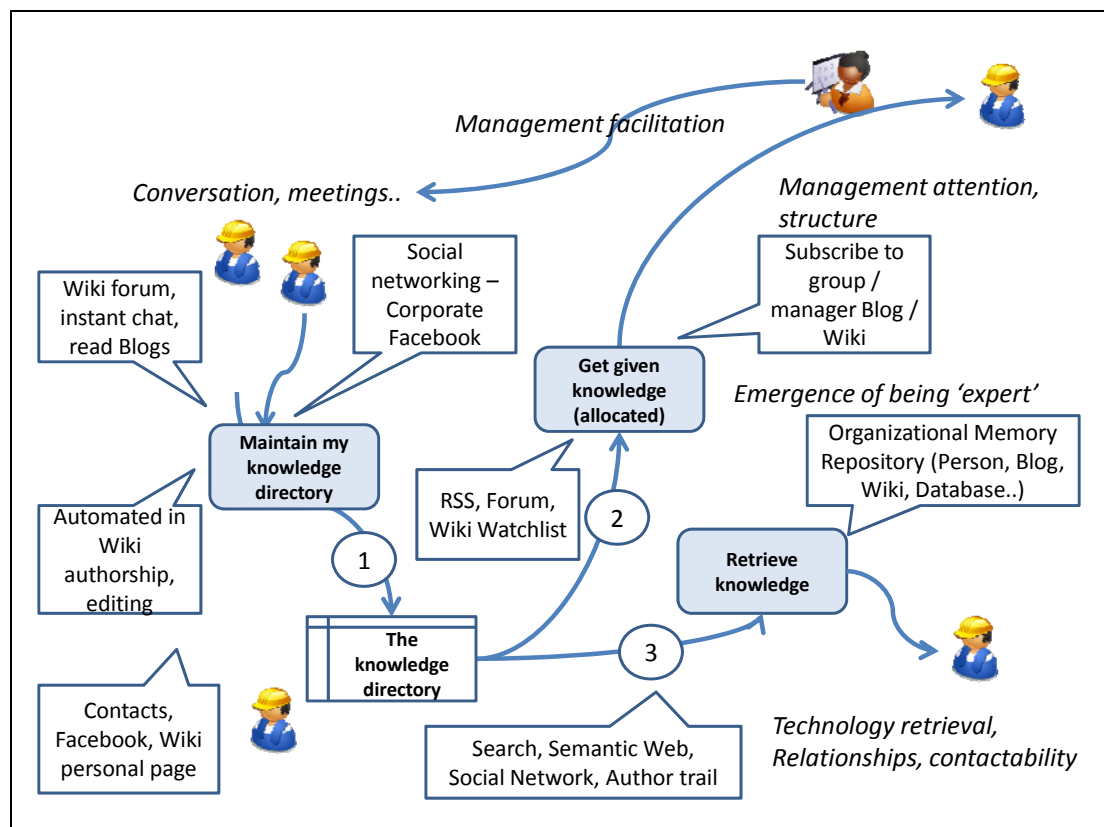 Management facilitation
Conversation, meetings..
Management attention,
structure
Wiki forum,
instant chat,
read Blogs
Social
networking –
Corporate
Facebook
Subscribe to
group /
manager Blog /
Wiki
Get given
knowledge
(allocated)
Emergence of being ‘expert’
Maintain my
knowledge
directory
Organizational Memory
Repository (Person, Blog,
Wiki, Database..)
RSS, Forum,
Wiki Watchlist
2
Automated in
Wiki
authorship,
editing
1
Retrieve
knowledge
The
knowledge
directory
3
Contacts,
Facebook, Wiki
personal page
Search, Semantic Web,
Social Network, Author trail
Technology retrieval,
Relationships, contactability